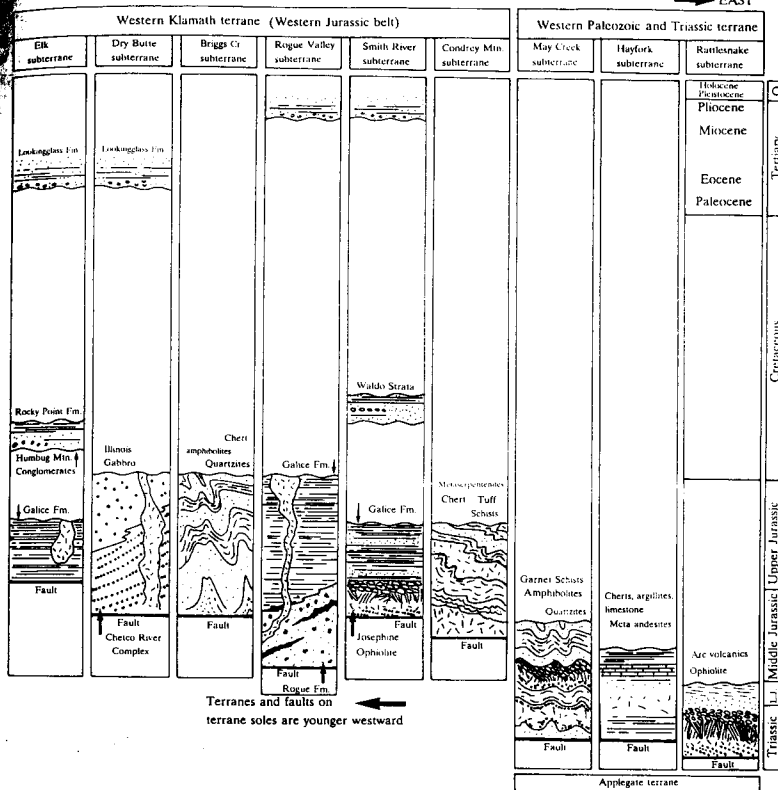 EAST
Western Klamath terrane (Western Jurassic belt)
Western Paleozoic and Triassic terrane
Elk
subterrane
Dry Butte
subterrane
Briggs Cr
subterrane
Rogue Valley
subterrane
Smith River
subterrane
Condrey Mtn.
subterrane
May Creek
subterrane
Hayfork
subterrane
Rattlesnake
subterrane
Lookingglass Fm
Rocky Point Fm.
Humbug Mtn.
Conglomerates
Galice Fm.
Fault
Lookingglass Fm
Illinois
Gabbro
Fault
Chetco River
Complex
Chert
amphibolites
Quartzites
Fault
Galice Fm.
Fault
Rogue Fm.
Waldo Strata
Galice Fm.
Fault
Josephine
Ophiolite
Metaserpentenites
Chert Tuff
Schists
Fault
Garnet Schists
Amphibolites
Quartzites
Fault
Cherts, argillites,
limestone
Meta andesites
Fault
Arc volcanics
Ophiolite
Fault
Holocene
Pleistocene
Pliocene
Miocene
Eocene
Paleocene
Q
Tertiary
Cretaceous
Upper Jurassic
Middle Jurassic
L.J.
Triassic
Terranes and faults on
terrane soles are younger westward
Applegate terrane